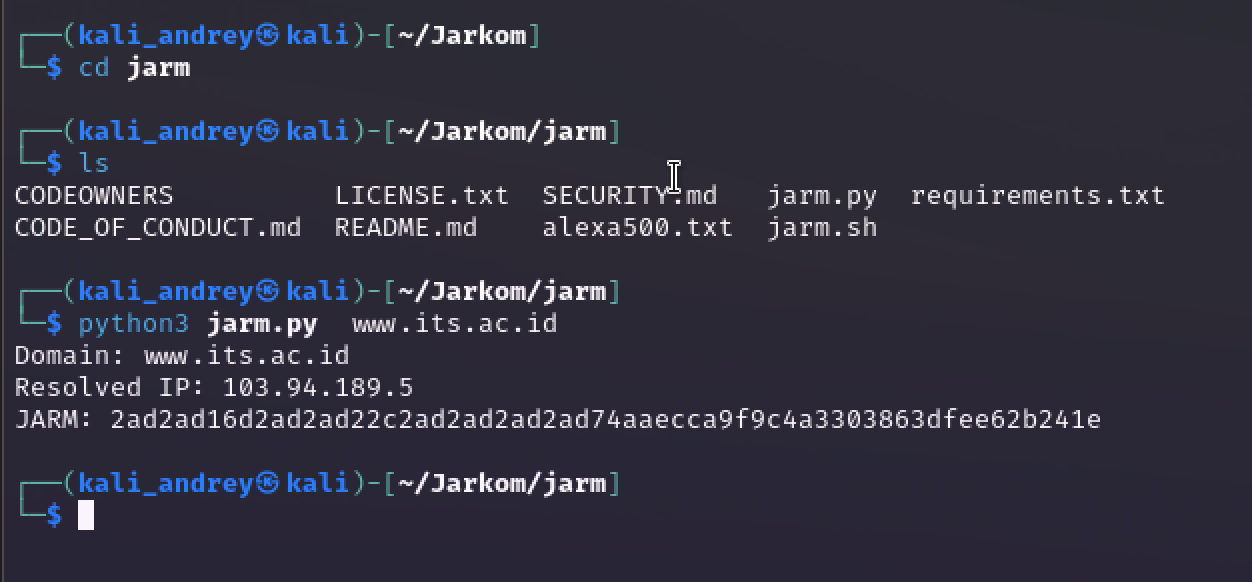 ┌──(kali_andrey㉿kali)-[~/Jarkom]
└─$ cd jarm
┌──(kali_andrey㉿kali)-[~/Jarkom/jarm]
└─$ ls
CODEOWNERS LICENSE.txt SECURITY.md jarm.py requirements.txt
CODE_OF_CONDUCT.md README.md alexa500.txt jarm.sh
┌──(kali_andrey㉿kali)-[~/Jarkom/jarm]
└─$ python3 jarm.py www.its.ac.id
Domain: www.its.ac.id
Resolved IP: 103.94.189.5
JARM: 2ad2ad16d2ad2ad22c2ad2ad2ad2ad74aaecca9f9c4a3303863dfee62b241e
┌──(kali_andrey㉿kali)-[~/Jarkom/jarm]
└─$